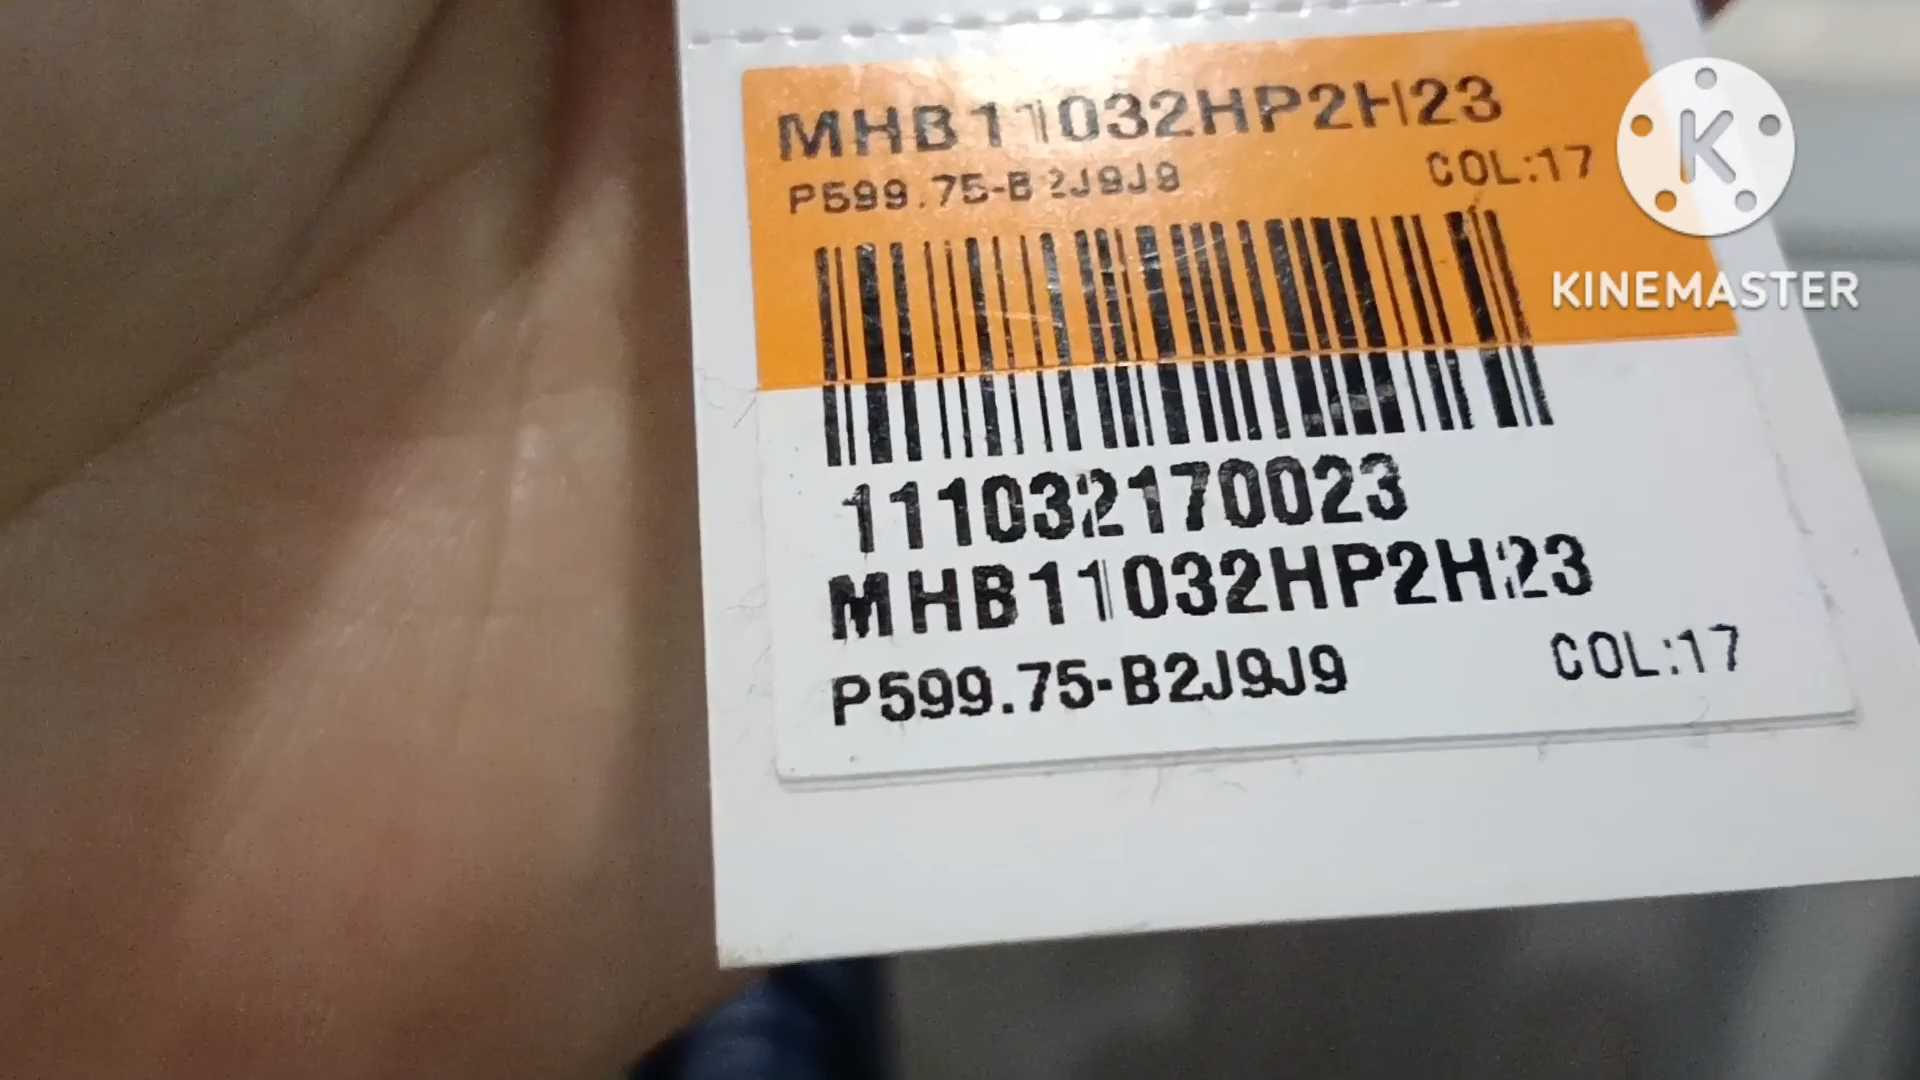 MHB11032HP2H23
P599.75-B2J9J9 COL:17
K
KINEMASTER
111032170023
MHB11032HP2H23
P599.75-B2J9J9 COL:17